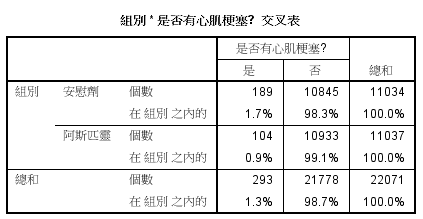 組別 * 是否有心肌梗塞? 交叉表
是否有心肌梗塞?
是 否 總和
組別 安慰劑 個數 189 10845 11034
在 組別 之內的 1.7% 98.3% 100.0%
阿斯匹靈 個數 104 10933 11037
在 組別 之內的 0.9% 99.1% 100.0%
總和 個數 293 21778 22071
在 組別 之內的 1.3% 98.7% 100.0%